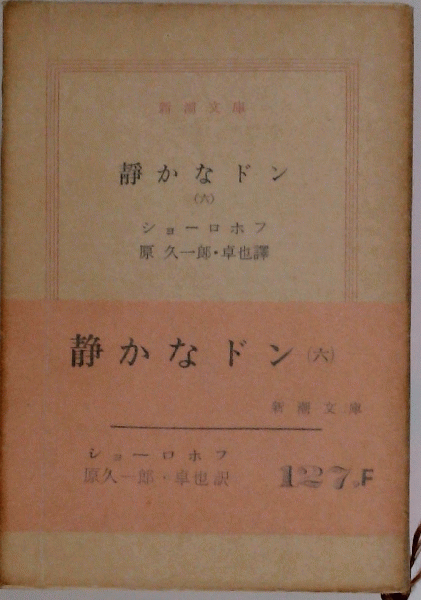 新潮文庫
靜かなドン
(六)
ショーロホフ
原久一郎・卓也譯
静かなドン(六)
新潮文庫
ショーロホフ
原久一郎・卓也訳
127F